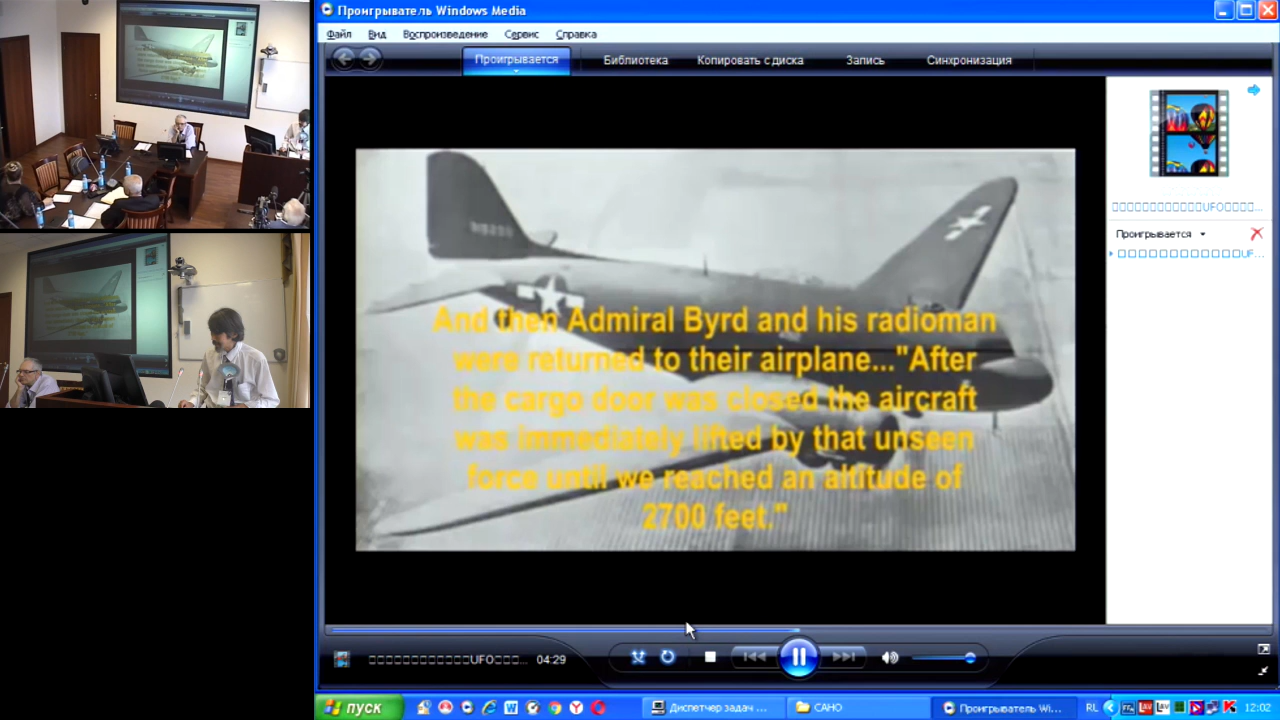 Проигрыватель Windows Media
Файл Вид Воспроизведение Сервис Справка
Проигрывается Библиотека Копировать с диска Запись Синхронизация
And then Admiral Byrd and his radioman
were returned to their airplane..."After
the cargo door was closed the aircraft
was immediately lifted by that unseen
force until we reached an altitude of
2700 feet."
UFO
Проигрывается
UF...
UFO
04:29
пуск
Диспетчер задач ...
САНО
Проигрыватель Wi...
RL
12:02